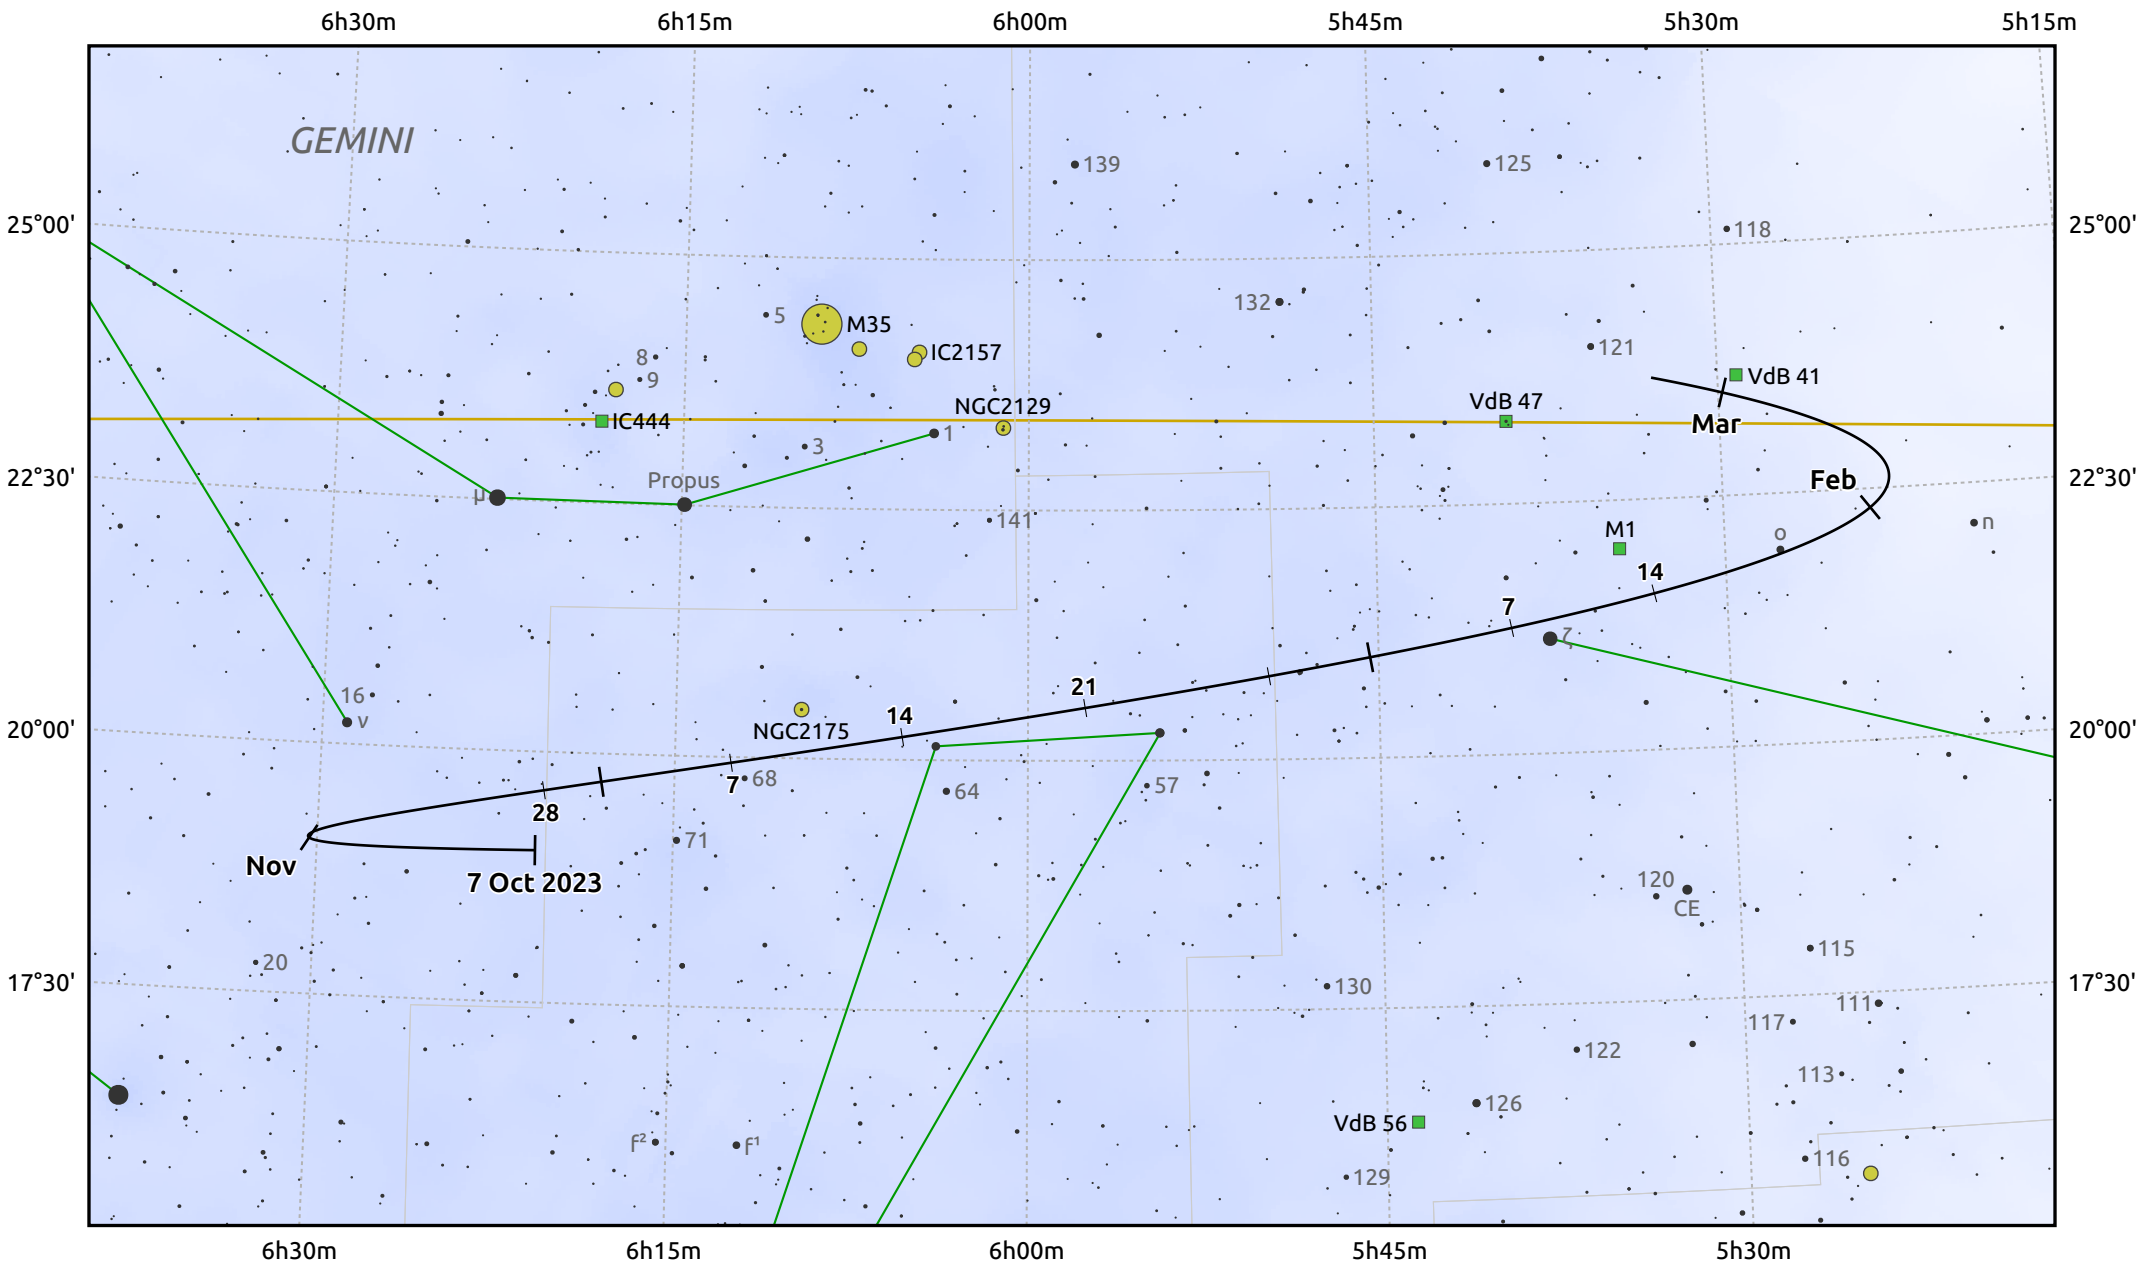 6h30m 6h15m 6h00m 5h45m 5h30m 5h15m
GEMINI
139 125
25°00' 25°00'
118
132
5 M35
8 IC2157 121
9 VdB 41
IC444 NGC2129 VdB 47
Mar
3 1
22°30' µ Propus Feb 22°30'
141 n
M1 o
14
7
ζ
16 21
ν 14
20°00' NGC2175 20°00'
7 68 64 57
28
71
Nov
7 Oct 2023 120
CE
20 115
17°30' 130 17°30'
111
117
122
113
126
VdB 56
f² f¹
116
129
6h30m 6h15m 6h00m 5h45m 5h30m